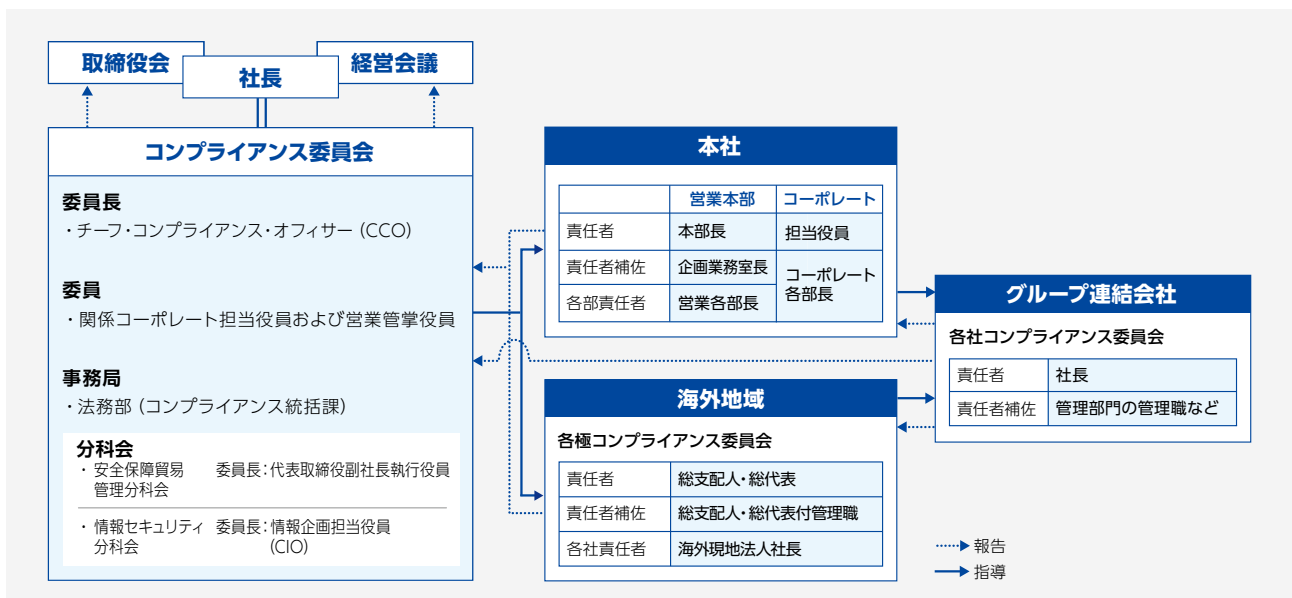 取締役会
社長
経営会議
コンプライアンス委員会
委員長
・チーフ・コンプライアンス・オフィサー（CCO）
委員
・関係コーポレート担当役員および営業管掌役員
事務局
・法務部（コンプライアンス統括課）
分科会
・安全保障貿易 委員長：代表取締役副社長執行役員
管理分科会
・情報セキュリティ 委員長：情報企画担当役員
分科会 (CIO)
本社
営業本部 コーポレート
責任者 本部長 担当役員
責任者補佐 企画業務室長 コーポレート
各部責任者 営業各部長 各部長
海外地域
各極コンプライアンス委員会
責任者 総支配人・総代表
責任者補佐 総支配人・総代表付管理職
各社責任者 海外現地法人社長
グループ連結会社
各社コンプライアンス委員会
責任者 社長
責任者補佐 管理部門の管理職など
報告
指導